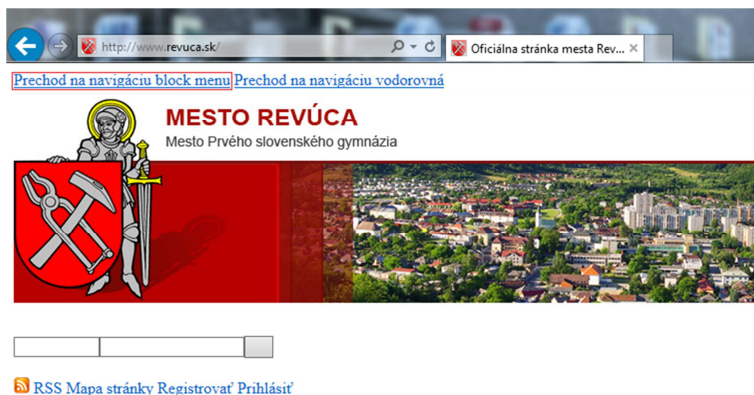 http://www.revuca.sk/
Oficiálna stránka mesta Rev...
Prechod na navigáciu block menu Prechod na navigáciu vodorovná
MESTO REVÚCA
Mesto Prvého slovenského gymnázia
RSS Mapa stránky Registrovať Prihlásiť